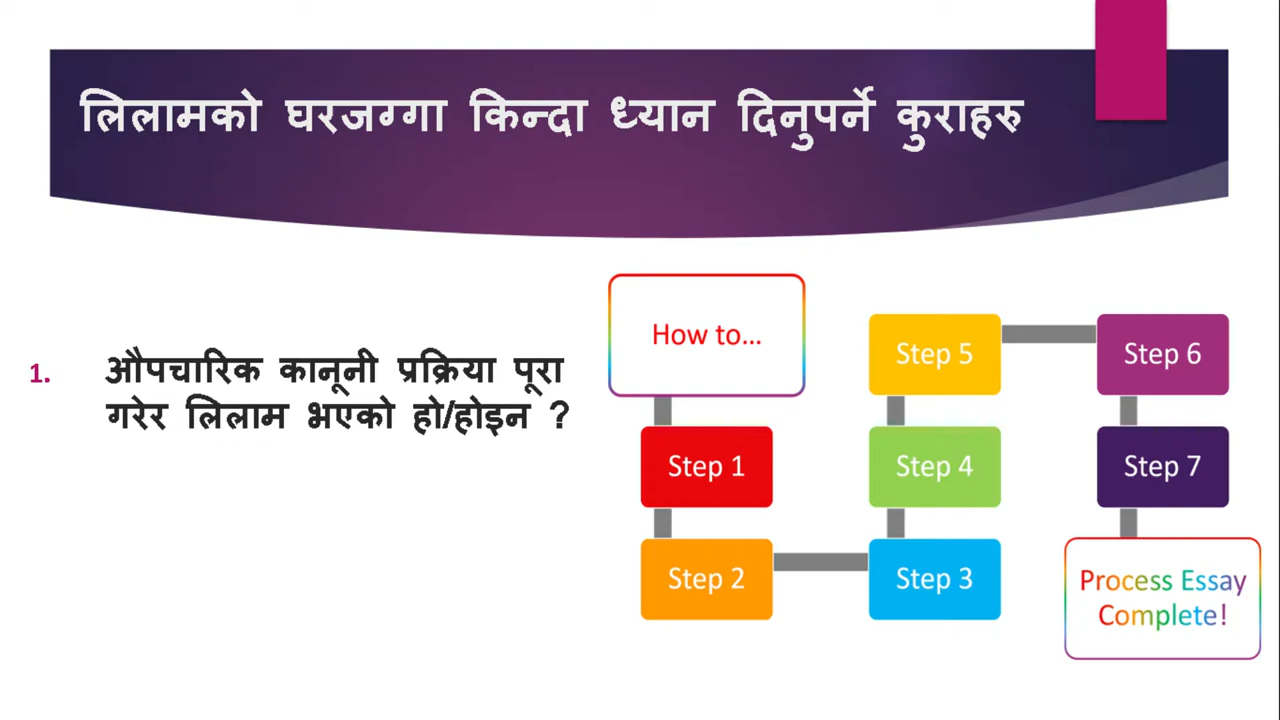 लिलामको घरजग्गा किन्दा ध्यान दिनुपर्ने कुराहरु
1. औपचारिक कानूनी प्रक्रिया पूरा
गरेर लिलाम भएको हो/होइन ?
How to...
Step 1
Step 2
Step 3
Step 4
Step 5
Step 6
Step 7
Process Essay
Complete!